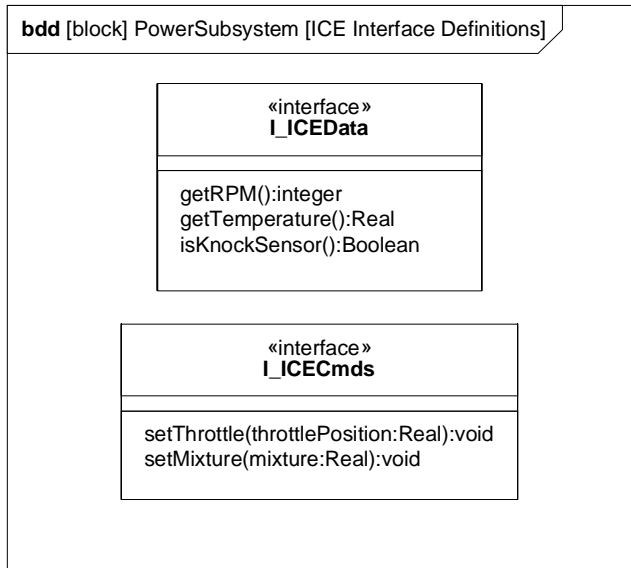 bdd [block] PowerSubsystem [ICE Interface Definitions]
«interface»
I_ICEData
getRPM():integer
getTemperature():Real
isKnockSensor():Boolean
«interface»
I_ICECmds
setThrottle(throttlePosition:Real):void
setMixture(mixture:Real):void